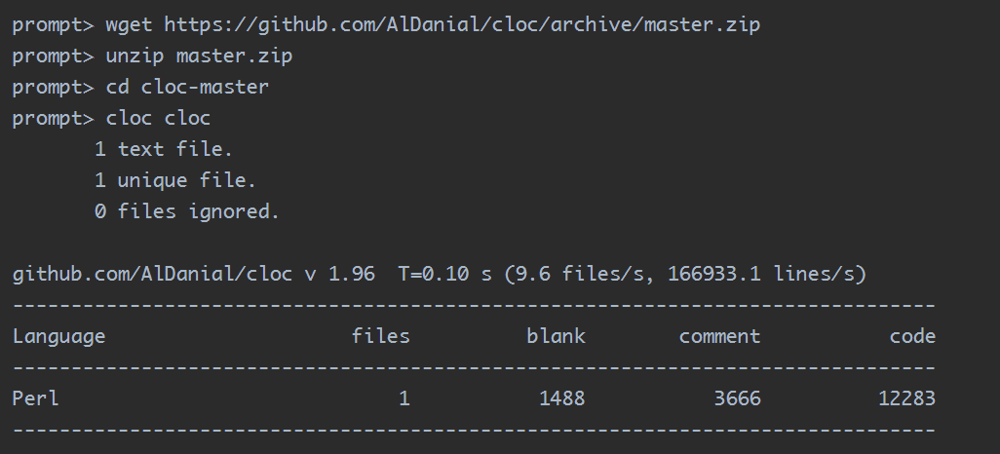 prompt> wget https://github.com/AlDanial/cloc/archive/master.zip
prompt> unzip master.zip
prompt> cd cloc-master
prompt> cloc cloc
       1 text file.
       1 unique file.
       0 files ignored.

github.com/AlDanial/cloc v 1.96  T=0.10 s (9.6 files/s, 166933.1 lines/s)
-------------------------------------------------------------------------------
Language                     files          blank        comment           code
-------------------------------------------------------------------------------
Perl                             1           1488           3666          12283
-------------------------------------------------------------------------------